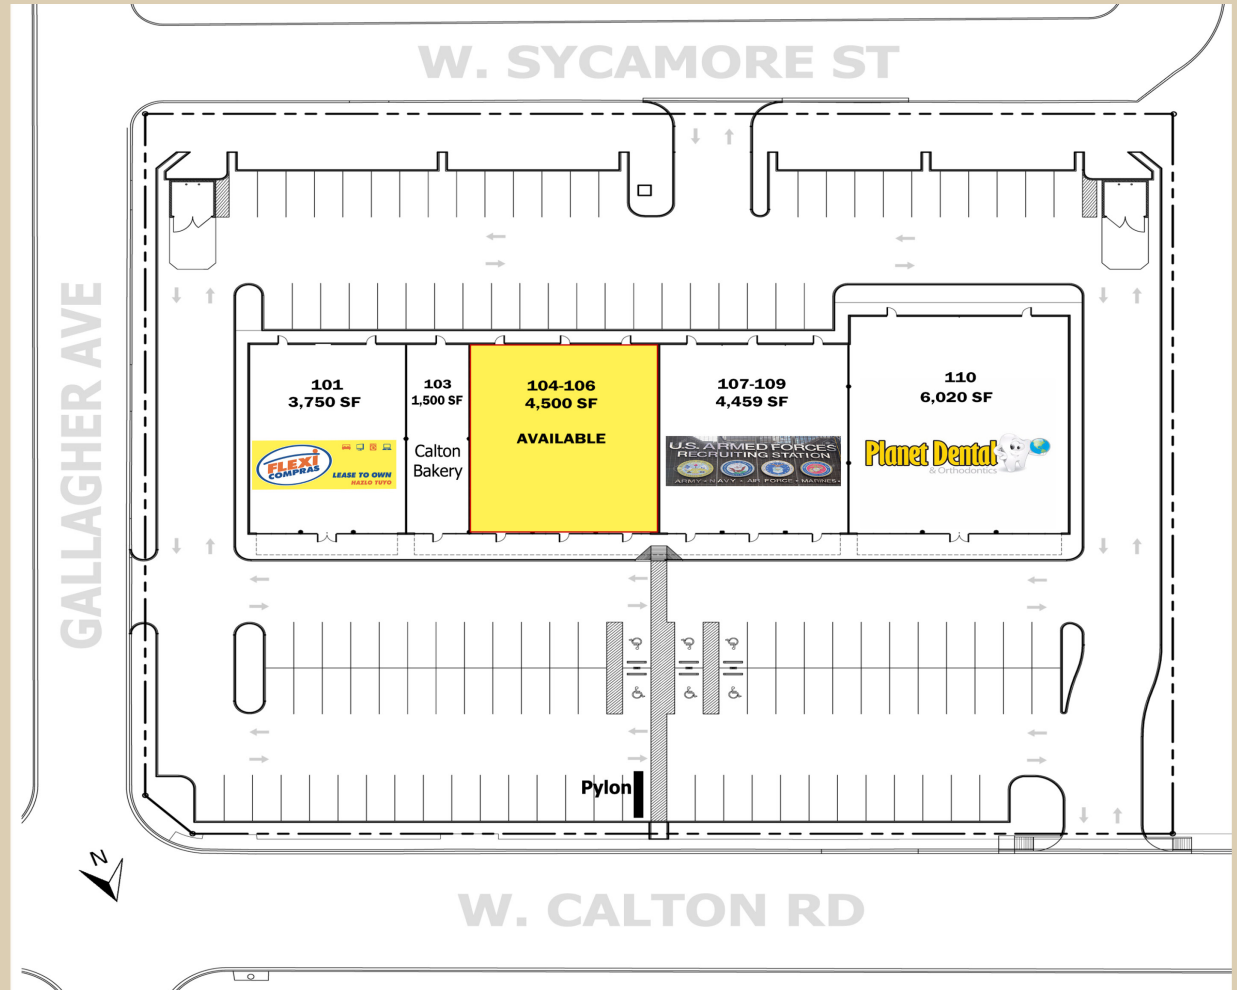 W. SYCAMORE ST
GALLAGHER AVE
101
3,750 SF
FLEXI
COMPRAS
LEASE TO OWN
HAZLO TUYO
103
1,500 SF
Calton
Bakery
104-106
4,500 SF
AVAILABLE
107-109
4,459 SF
U.S. ARMED FORCES
RECRUITING STATION
ARMY • NAVY • AIR FORCE • MARINES
110
6,020 SF
Planet Dental
& Orthodontics
Pylon
N
W. CALTON RD